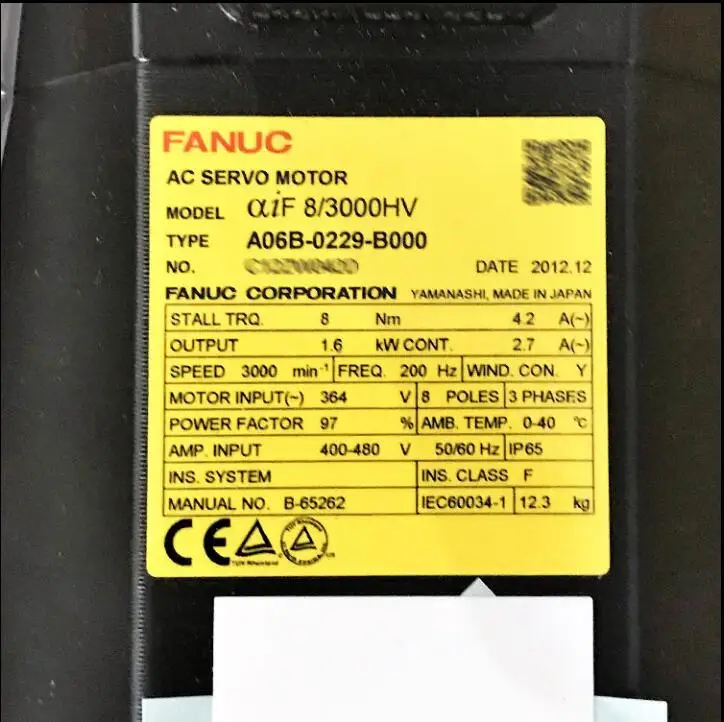 FANUC
AC SERVO MOTOR
MODEL αiF 8/3000HV
TYPE A06B-0229-B000
NO.
DATE 2012.12
FANUC CORPORATION YAMANASHI, MADE IN JAPAN
STALL TRQ. 8 Nm 4.2 A(~)
OUTPUT 1.6 kW CONT. 2.7 A(~)
SPEED 3000 min⁻¹ FREQ. 200 Hz WIND. CON. Y
MOTOR INPUT(~) 364 V 8 POLES 3 PHASES
POWER FACTOR 97 % AMB. TEMP. 0-40 ℃
AMP. INPUT 400-480 V 50/60 Hz IP65
INS. SYSTEM INS. CLASS F
MANUAL NO. B-65262 IEC60034-1 12.3 kg
CE
TÜV Rheinland